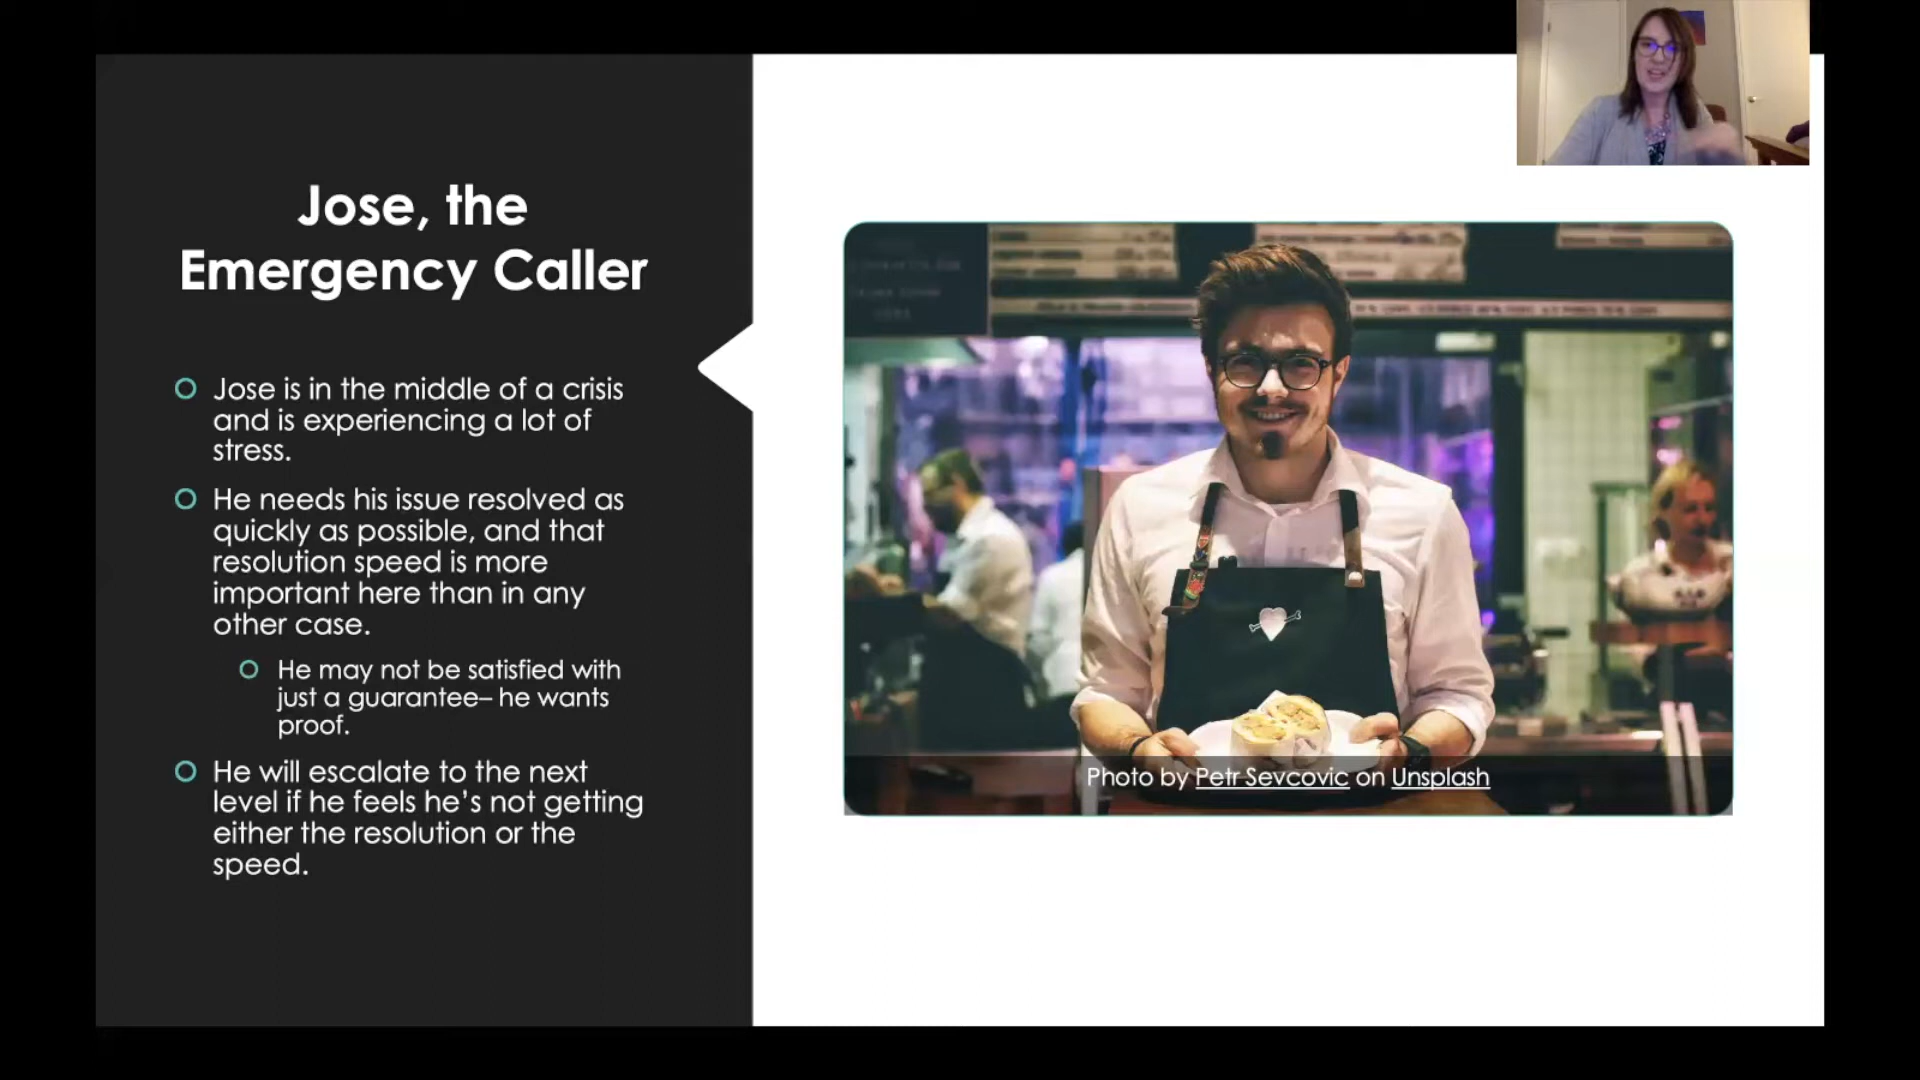 Jose, the
Emergency Caller
Jose is in the middle of a crisis
and is experiencing a lot of
stress.
He needs his issue resolved as
quickly as possible, and that
resolution speed is more
important here than in any
other case.
He may not be satisfied with
just a guarantee– he wants
proof.
He will escalate to the next
level if he feels he's not getting
either the resolution or the
speed.
Photo by Petr Sevcovic on Unsplash